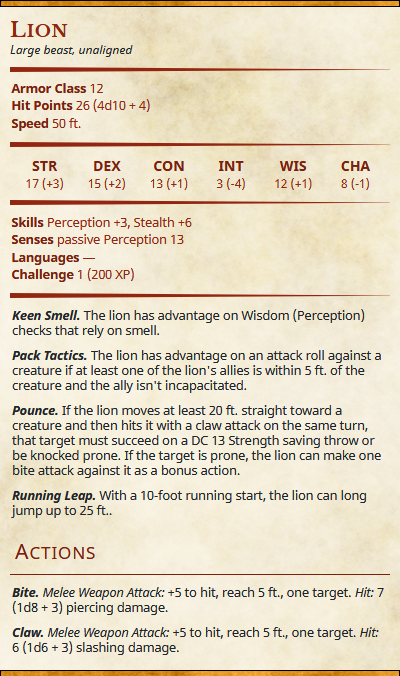 LION
Large beast, unaligned
Armor Class 12
Hit Points 26 (4d10 + 4)
Speed 50 ft.
STR DEX CON INT WIS CHA
17 (+3) 15 (+2) 13 (+1) 3 (-4) 12 (+1) 8 (-1)
Skills Perception +3, Stealth +6
Senses passive Perception 13
Languages —
Challenge 1 (200 XP)
Keen Smell. The lion has advantage on Wisdom (Perception)
checks that rely on smell.
Pack Tactics. The lion has advantage on an attack roll against a
creature if at least one of the lion's allies is within 5 ft. of the
creature and the ally isn't incapacitated.
Pounce. If the lion moves at least 20 ft. straight toward a
creature and then hits it with a claw attack on the same turn,
that target must succeed on a DC 13 Strength saving throw or
be knocked prone. If the target is prone, the lion can make one
bite attack against it as a bonus action.
Running Leap. With a 10-foot running start, the lion can long
jump up to 25 ft..
ACTIONS
Bite. Melee Weapon Attack: +5 to hit, reach 5 ft., one target. Hit: 7
(1d8 + 3) piercing damage.
Claw. Melee Weapon Attack: +5 to hit, reach 5 ft., one target. Hit:
6 (1d6 + 3) slashing damage.